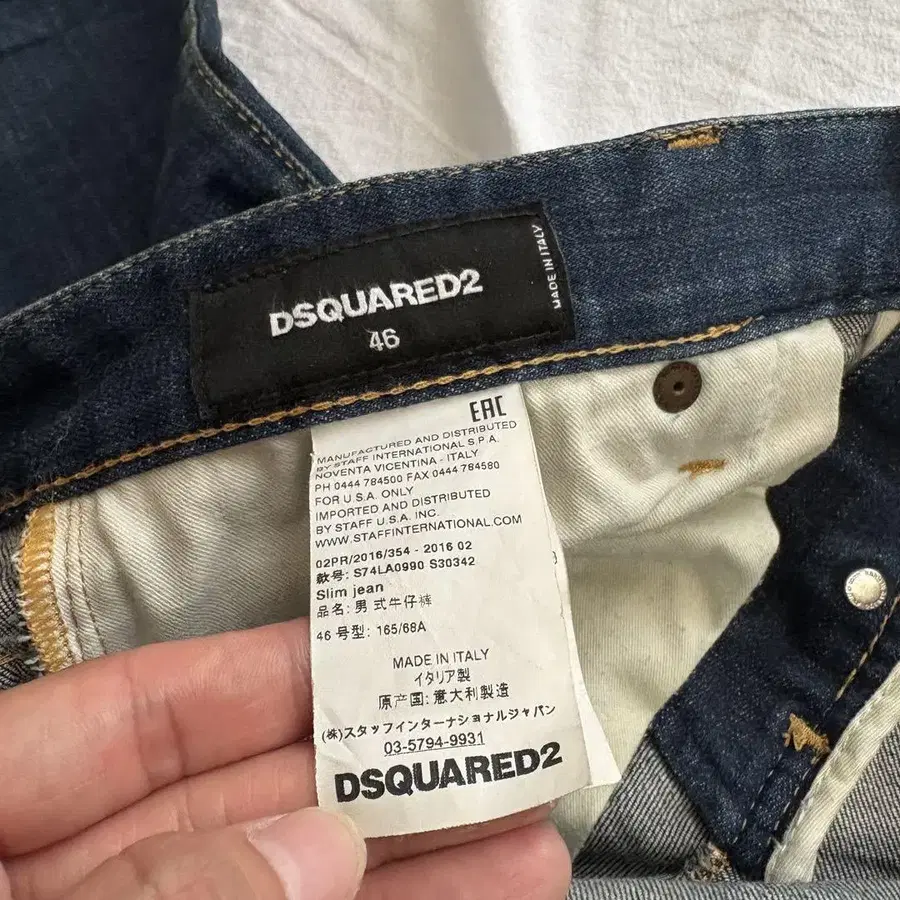 DSQUARED2
46
MADE IN ITALY
EAC
MANUFACTURED AND DISTRIBUTED
BY STAFF INTERNATIONAL S.P.A.
NOVENTA VICENTINA - ITALY
PH 0444 784500 FAX 0444 784580
FOR U.S.A. ONLY
IMPORTED AND DISTRIBUTED
BY STAFF U.S.A. INC.
WWW.STAFFINTERNATIONAL.COM
02PR/2016/354 - 2016 02
款号: S74LA0990 S30342
Slim jean
品名: 男式牛仔裤
46 号型: 165/68A
MADE IN ITALY
イタリア製
原产国: 意大利製造
(株)スタッフインターナショナルジャパン
03-5794-9931
DSQUARED2